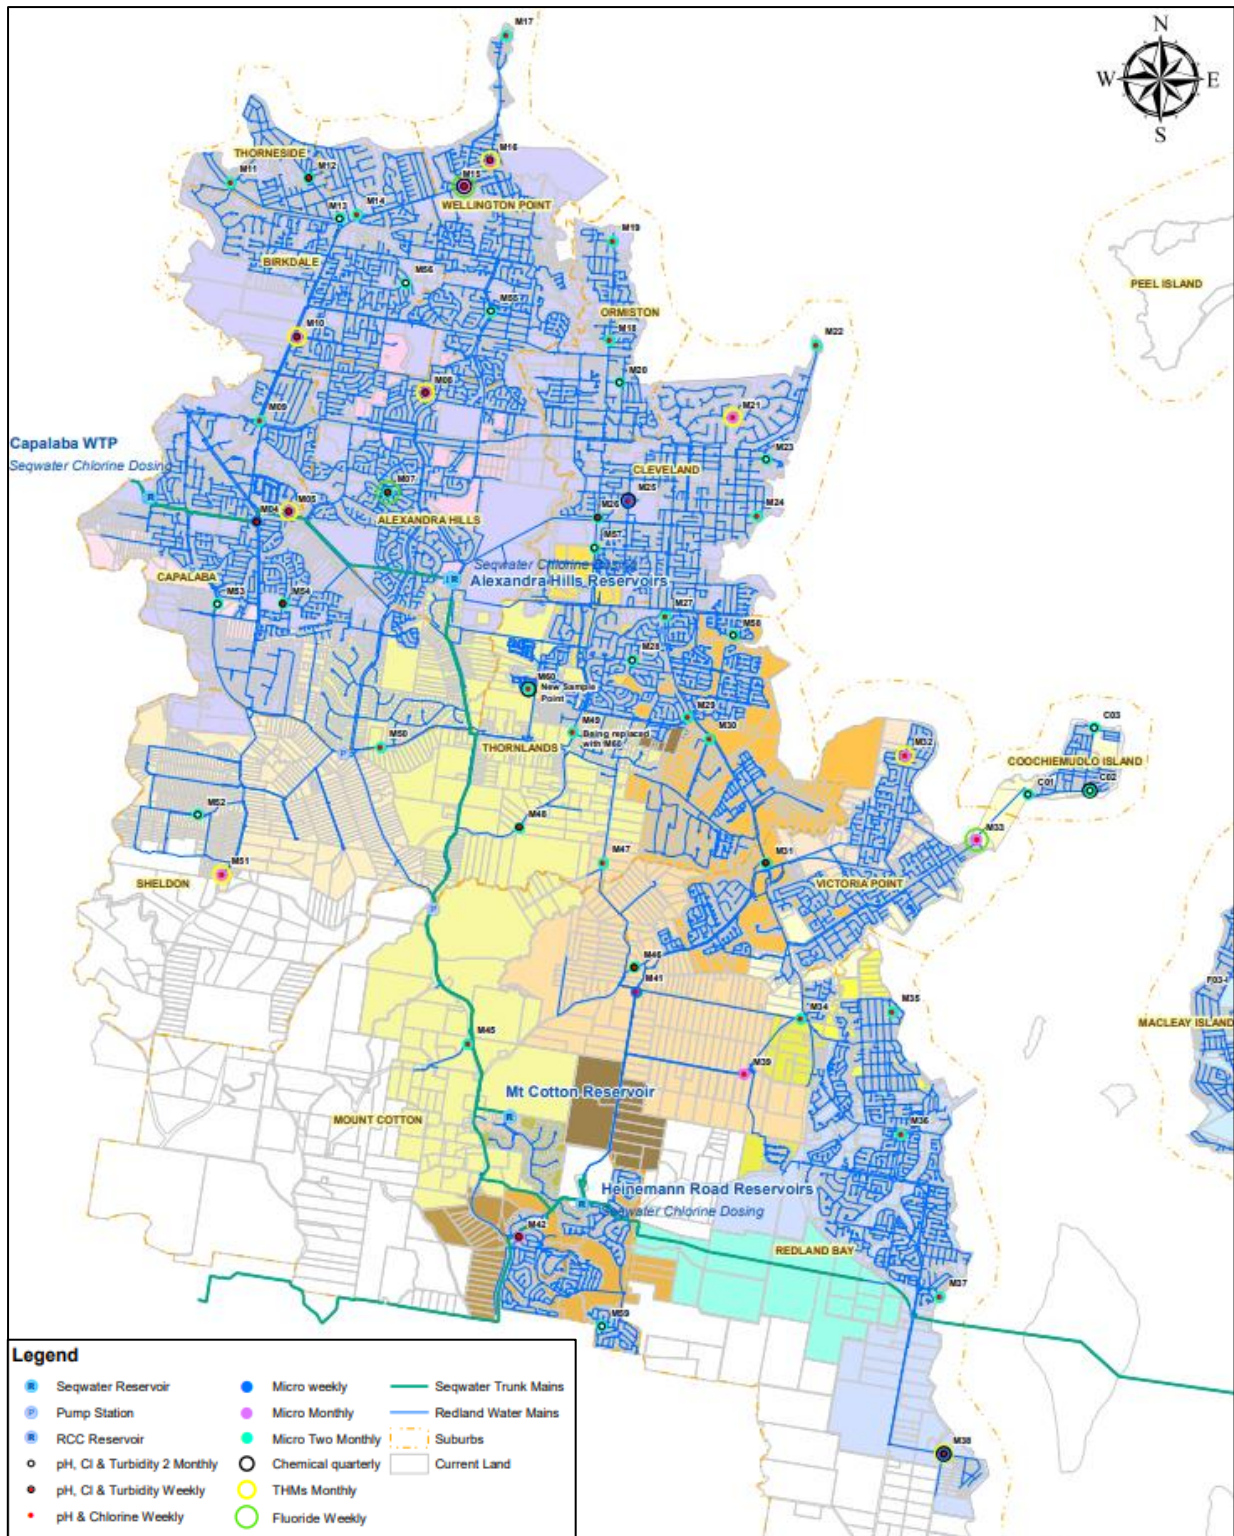 M17
N
W E
S
THORNESIDE
M16
M11
M12
M15
M13
M14
WELLINGTON POINT
M19
BIRKDALE
M56
PEEL ISLAND
M55
ORMISTON
M10
M18
M22
M20
M08
M21
M09
Capalaba WTP
Seqwater Chlorine Dosing
M23
CLEVELAND
R
M07
M25
M05
M04
M26
M24
ALEXANDRA HILLS
M57
Seqwater Chlorine Dosing
R
Alexandra Hills Reservoirs
CAPALABA
M53
M54
M27
M58
M28
M60
New Sample
Point
M29
M49
Being replaced
with M60
M30
C03
M50
THORNLANDS
M32
P
COOCHIEMUDLO ISLAND
C01
C02
M52
M48
M33
M47
M31
M51
SHELDON
VICTORIA POINT
P
M46
M41
F03-
M34
M35
MACLEAY ISLAND
M45
M39
Mt Cotton Reservoir
R
MOUNT COTTON
M36
Heinemann Road Reservoirs
R
Seqwater Chlorine Dosing
M42
REDLAND BAY
M37
M59
Legend
R Seqwater Reservoir
Micro weekly
Seqwater Trunk Mains
P Pump Station
Micro Monthly
Redland Water Mains
R RCC Reservoir
Micro Two Monthly
Suburbs
pH, Cl & Turbidity 2 Monthly
Chemical quarterly
Current Land
M38
pH, Cl & Turbidity Weekly
THMs Monthly
pH & Chlorine Weekly
Fluoride Weekly